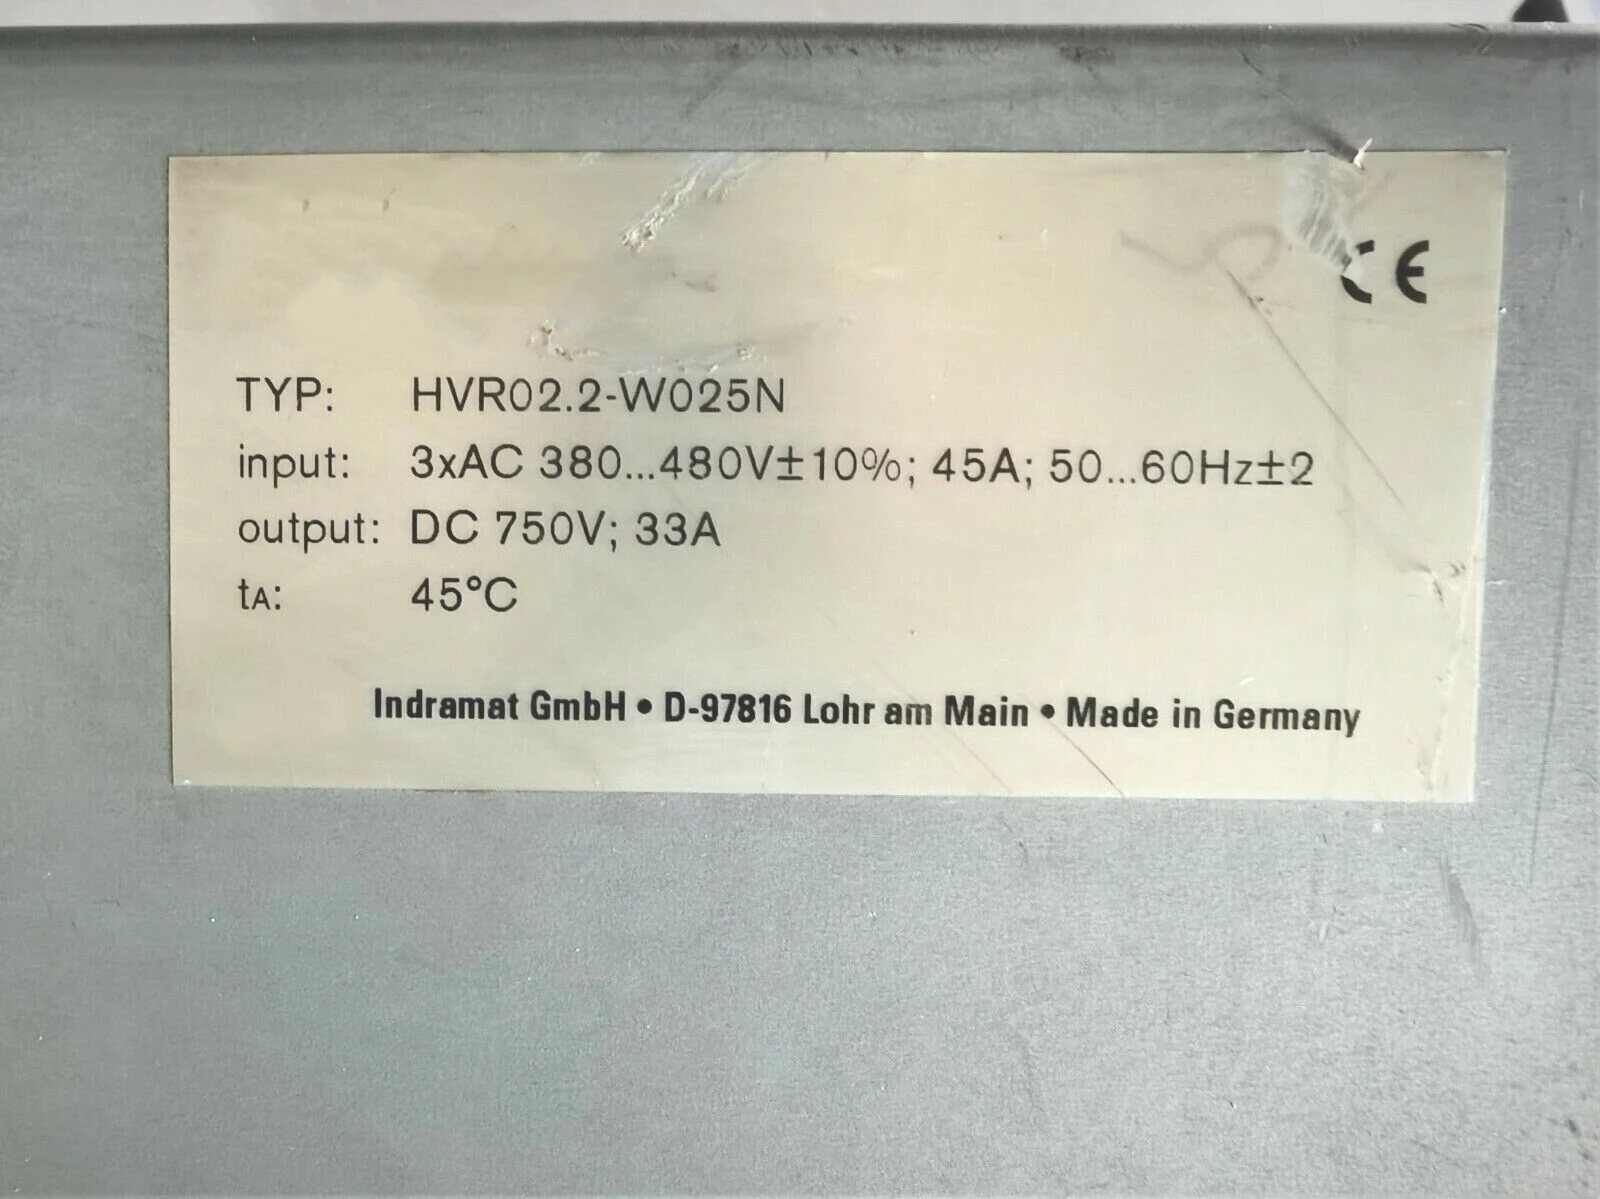 CE
TYP: HVR02.2-W025N
input: 3xAC 380...480V±10%; 45A; 50...60Hz±2
output: DC 750V; 33A
tA: 45°C
Indramat GmbH • D-97816 Lohr am Main • Made in Germany